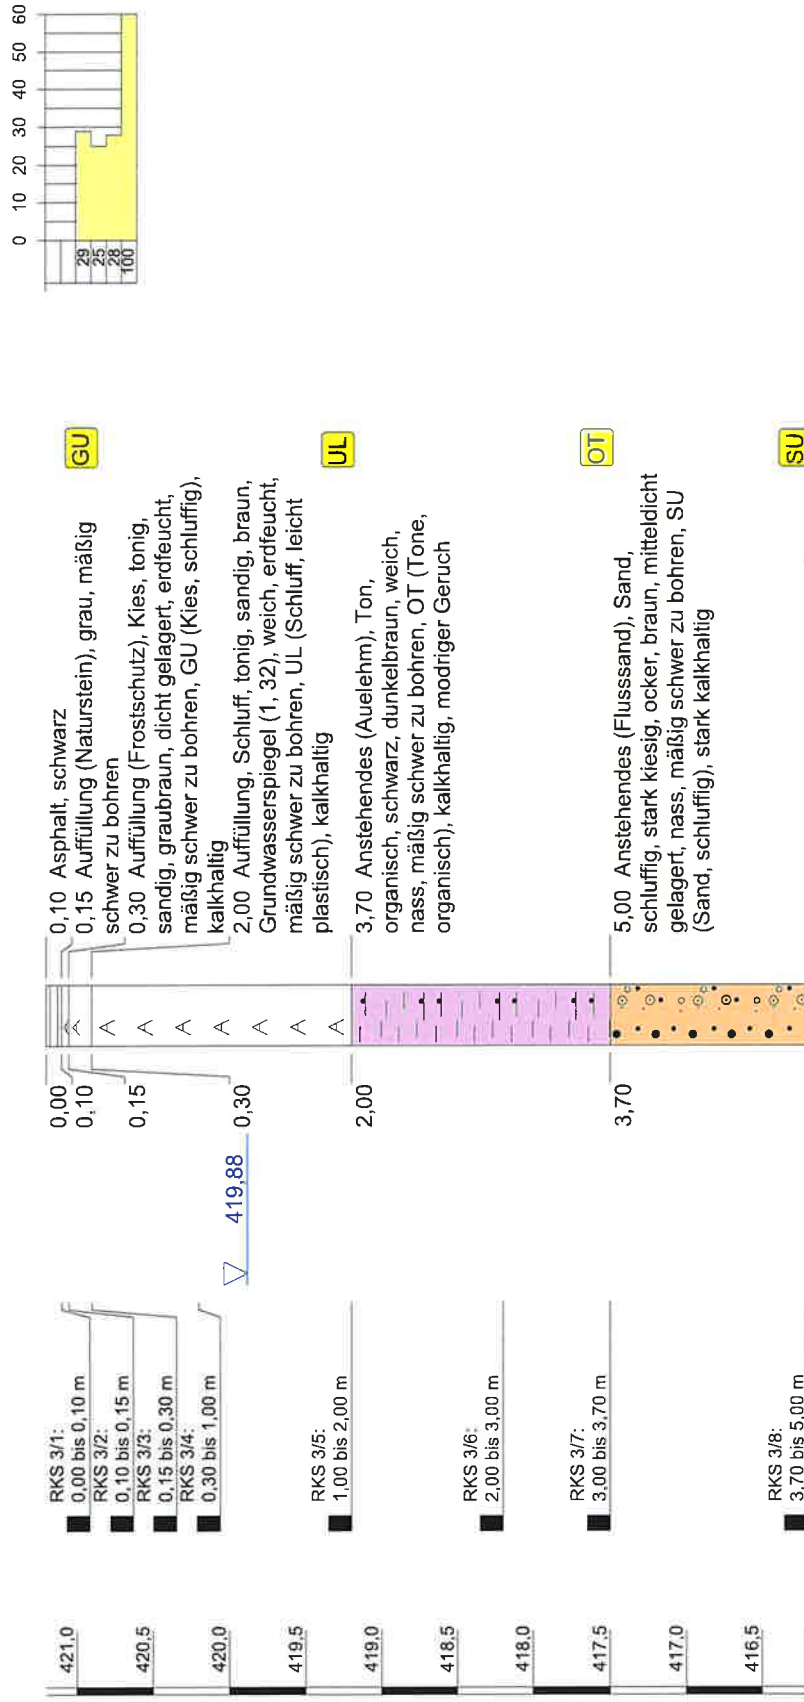 421,0
420,5
420,0
419,5
419,0
418,5
418,0
417,5
417,0
416,5
RKS 3/1:
0,00 bis 0,10 m
RKS 3/2:
0,10 bis 0,15 m
RKS 3/3:
0,15 bis 0,30 m
RKS 3/4:
0,30 bis 1,00 m
RKS 3/5:
1,00 bis 2,00 m
RKS 3/6:
2,00 bis 3,00 m
RKS 3/7:
3,00 bis 3,70 m
RKS 3/8:
3,70 bis 5,00 m
419,88
0,00
0,10
0,15
0,30
2,00
3,70
A
A
A
A
A
A
A
A
A
0,10 Asphalt, schwarz
0,15 Auffüllung (Naturstein), grau, mäßig
schwer zu bohren
0,30 Auffüllung (Frostschutz), Kies, tonig,
sandig, graubraun, dicht gelagert, erdfeucht,
mäßig schwer zu bohren, GU (Kies, schluffig),
kalkhaltig
2,00 Auffüllung, Schluff, tonig, sandig, braun,
Grundwasserspiegel (1, 32), weich, erdfeucht,
mäßig schwer zu bohren, UL (Schluff, leicht
plastisch), kalkhaltig
3,70 Anstehendes (Auelehm), Ton,
organisch, schwarz, dunkelbraun, weich,
nass, mäßig schwer zu bohren, OT (Tone,
organisch), kalkhaltig, modriger Geruch
5,00 Anstehendes (Flusssand), Sand,
schluffig, stark kiesig, ocker, braun, mitteldicht
gelagert, nass, mäßig schwer zu bohren, SU
(Sand, schluffig), stark kalkhaltig
GU
UL
OT
SU
0 10 20 30 40 50 60
29
25
28
100